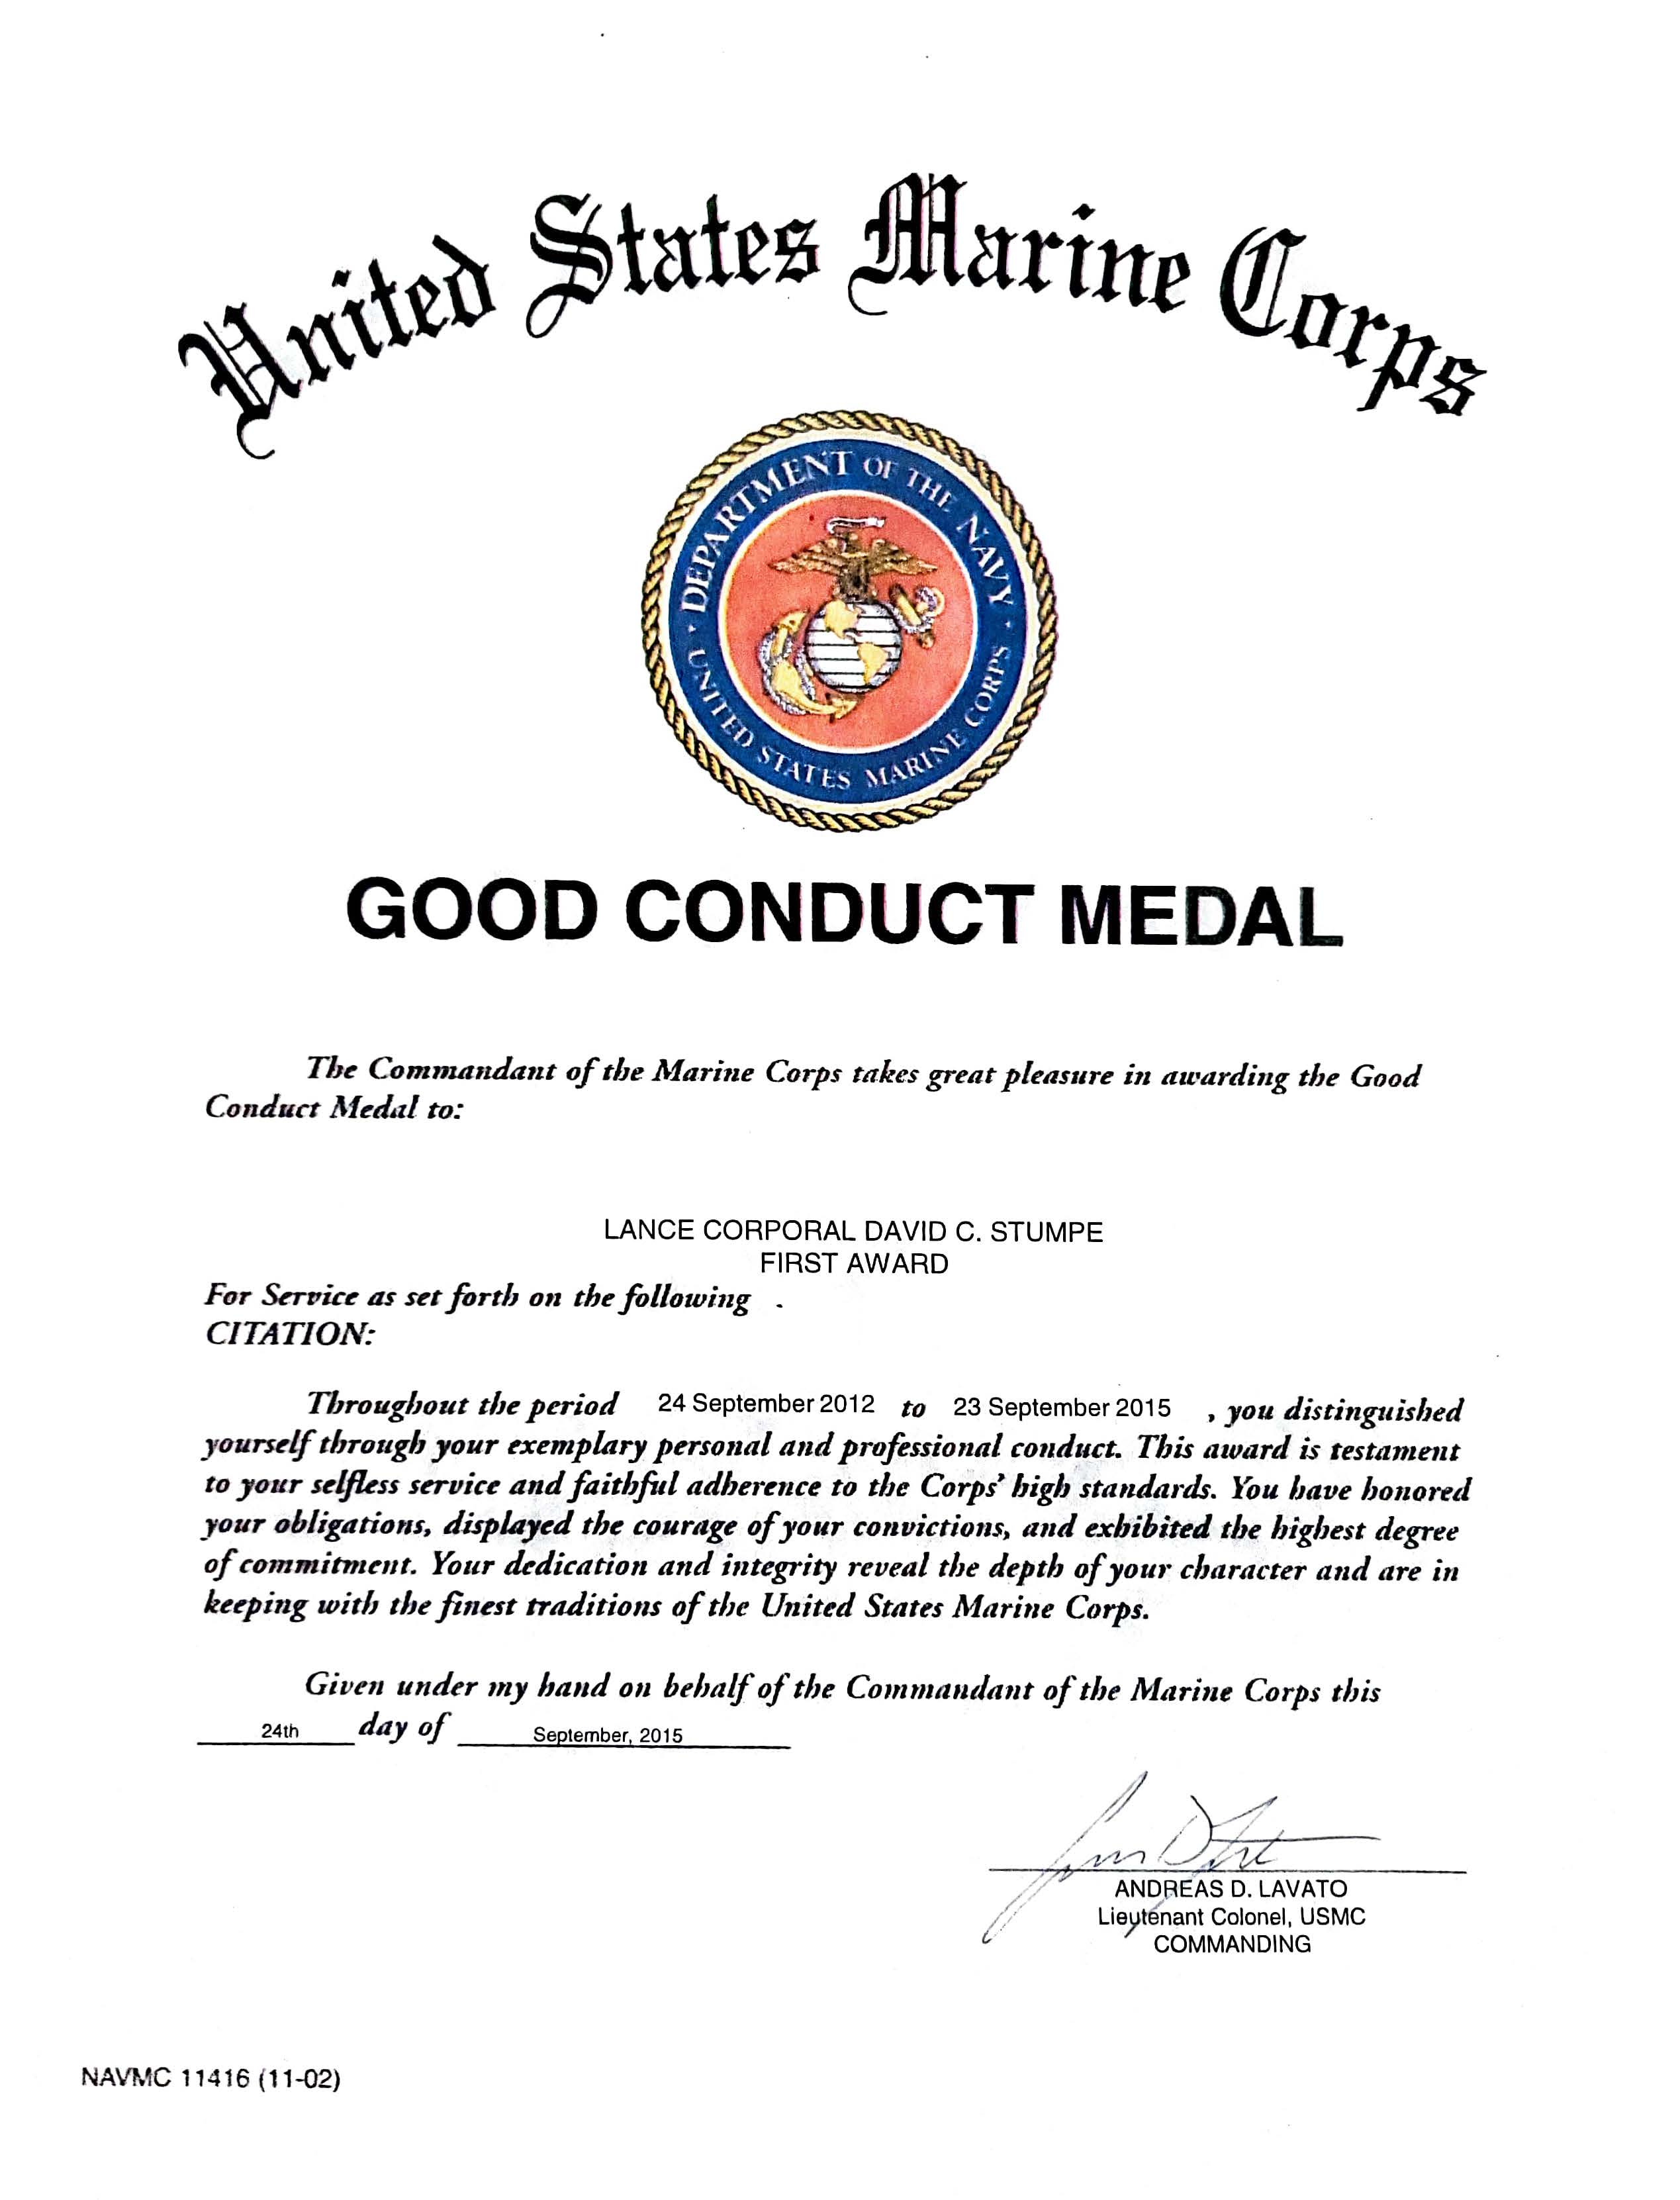 United States Marine Corps
DEPARTMENT OF THE NAVY
UNITED STATES MARINE CORPS
GOOD CONDUCT MEDAL
The Commandant of the Marine Corps takes great pleasure in awarding the Good
Conduct Medal to:
LANCE CORPORAL DAVID C. STUMPE
FIRST AWARD
For Service as set forth on the following .
CITATION:
Throughout the period 24 September 2012 to 23 September 2015 , you distinguished
yourself through your exemplary personal and professional conduct. This award is testament
to your selfless service and faithful adherence to the Corps' high standards. You have honored
your obligations, displayed the courage of your convictions, and exhibited the highest degree
of commitment. Your dedication and integrity reveal the depth of your character and are in
keeping with the finest traditions of the United States Marine Corps.
Given under my hand on behalf of the Commandant of the Marine Corps this
24th day of September, 2015
ANDREAS D. LAVATO
Lieutenant Colonel, USMC
COMMANDING
NAVMC 11416 (11-02)